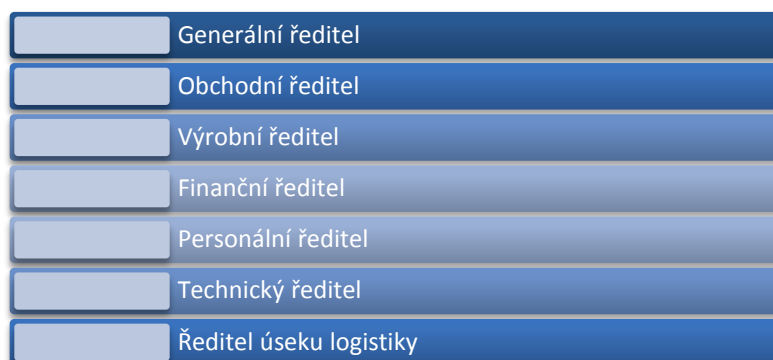 Generální ředitel
Obchodní ředitel
Výrobní ředitel
Finanční ředitel
Personální ředitel
Technický ředitel
Ředitel úseku logistiky